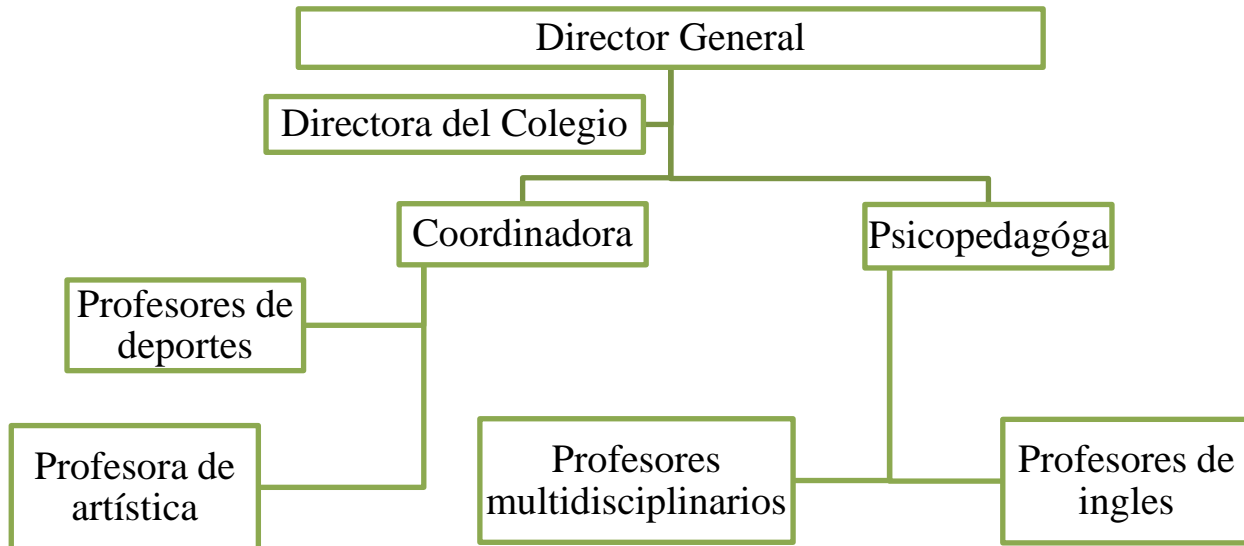 Director General
Directora del Colegio
Coordinadora
Psicopedagóga
Profesores de
deportes
Profesora de
artística
Profesores
multidisciplinarios
Profesores de
ingles